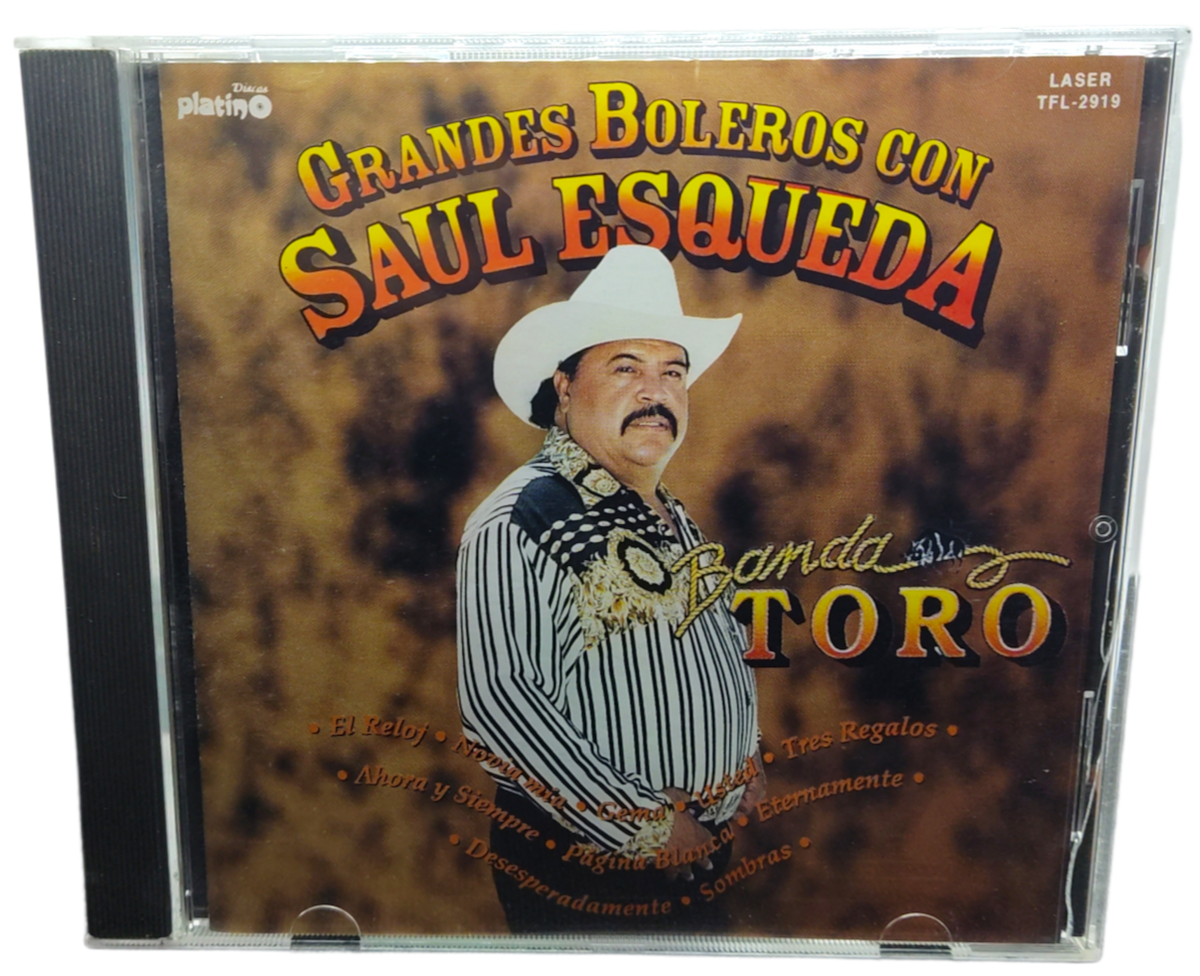 Discos
platino
LASER
TFL-2919
GRANDES BOLEROS CON
SAUL ESQUEDA
Banda
TORO
• El Reloj • Novia mía • Gema • Usted • Tres Regalos •
• Ahora y Siempre • Página Blanca • Eternamente •
• Desesperadamente • Sombras •